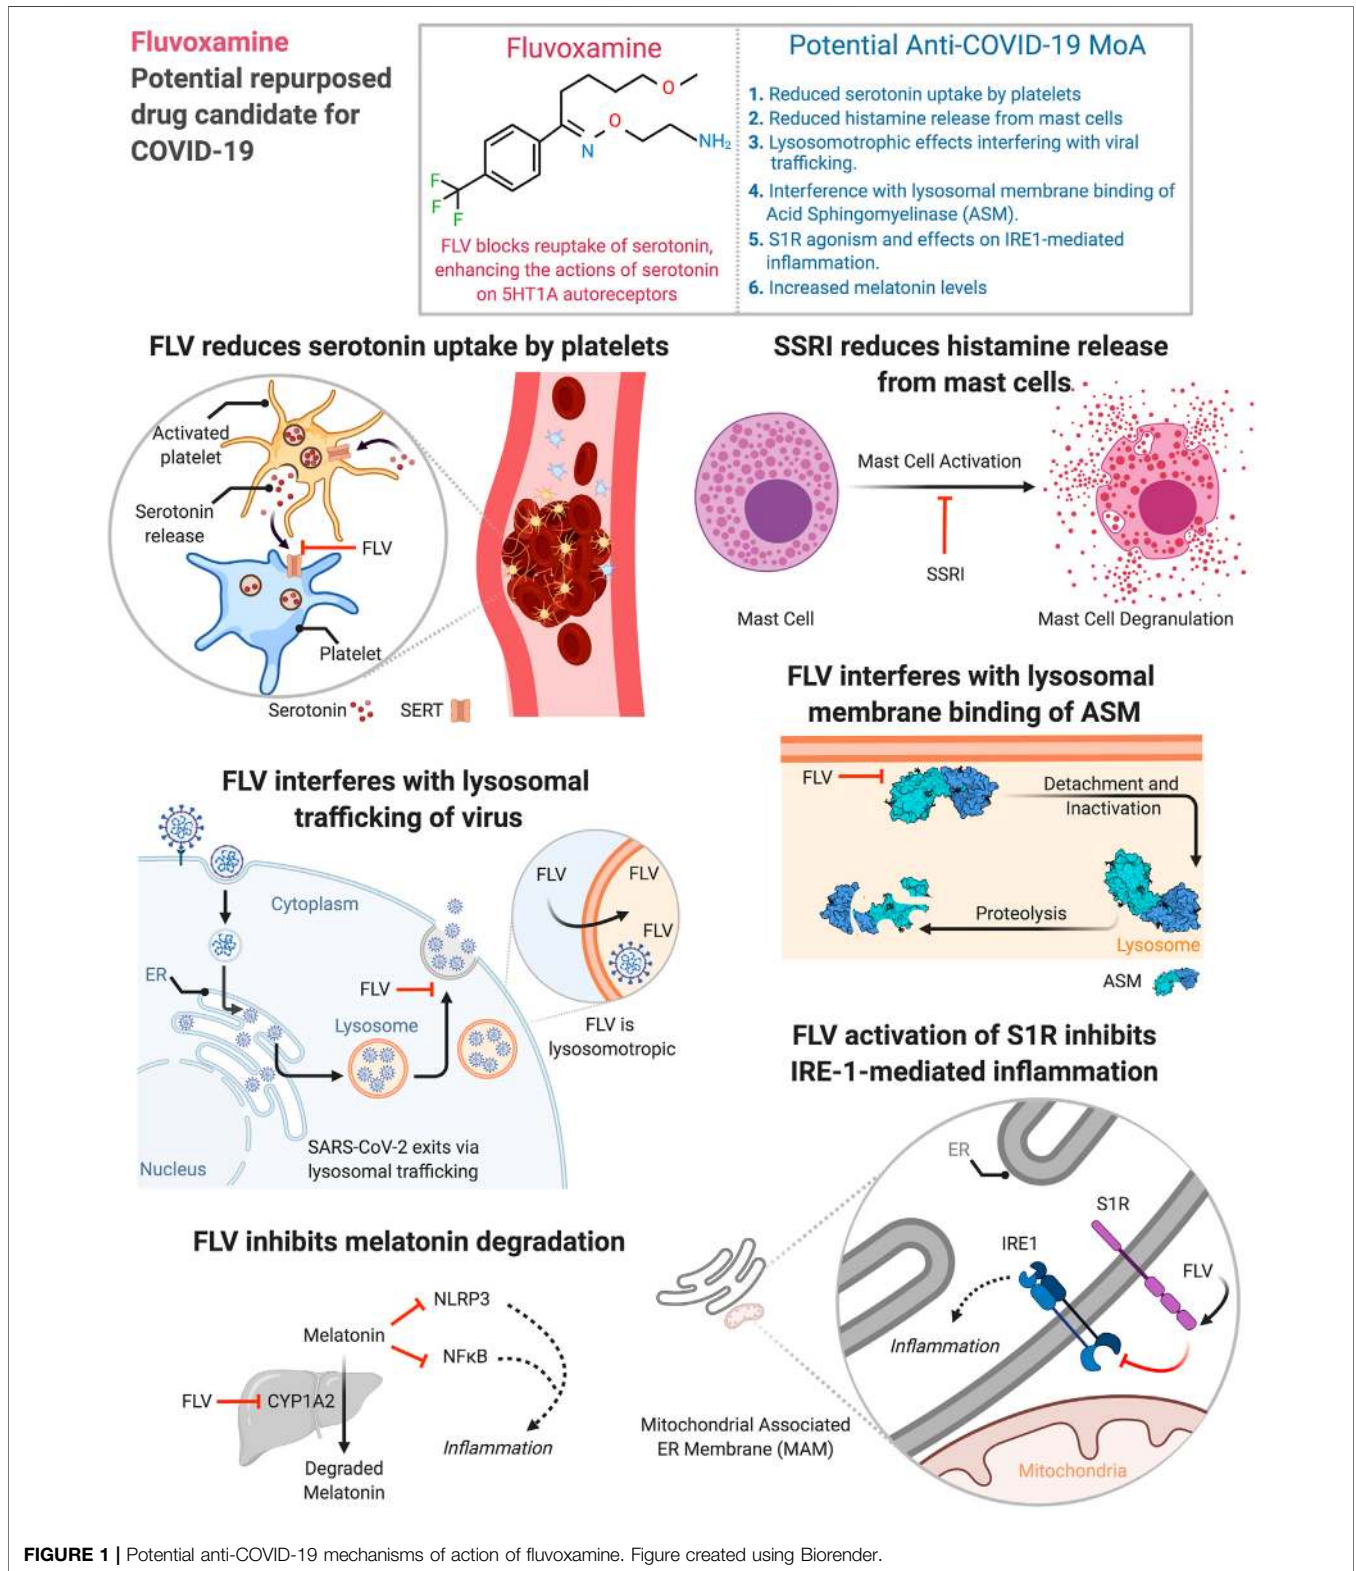 Fluvoxamine
Potential repurposed
drug candidate for
COVID-19
Fluvoxamine
O
O
N
NH₂
F
F
F
FLV blocks reuptake of serotonin,
enhancing the actions of serotonin
on 5HT1A autoreceptors
Potential Anti-COVID-19 MoA
1. Reduced serotonin uptake by platelets
2. Reduced histamine release from mast cells
3. Lysosomotrophic effects interfering with viral
trafficking.
4. Interference with lysosomal membrane binding of
Acid Sphingomyelinase (ASM).
5. S1R agonism and effects on IRE1-mediated
inflammation.
6. Increased melatonin levels
FLV reduces serotonin uptake by platelets
Activated
platelet
Serotonin
release
FLV
Platelet
Serotonin
SERT
SSRI reduces histamine release
from mast cells
Mast Cell Activation
SSRI
Mast Cell
Mast Cell Degranulation
FLV interferes with lysosomal
membrane binding of ASM
FLV
Detachment and
Inactivation
Proteolysis
Lysosome
ASM
FLV interferes with lysosomal
trafficking of virus
Cytoplasm
ER
FLV
Lysosome
Nucleus
SARS-CoV-2 exits via
lysosomal trafficking
FLV
FLV
FLV
FLV is
lysosomotropic
FLV activation of S1R inhibits
IRE-1-mediated inflammation
ER
S1R
IRE1
FLV
Inflammation
Mitochondria
Mitochondrial Associated
ER Membrane (MAM)
FLV inhibits melatonin degradation
NLRP3
Melatonin
NFκB
FLV
CYP1A2
Inflammation
Degraded
Melatonin
FIGURE 1 | Potential anti-COVID-19 mechanisms of action of fluvoxamine. Figure created using Biorender.